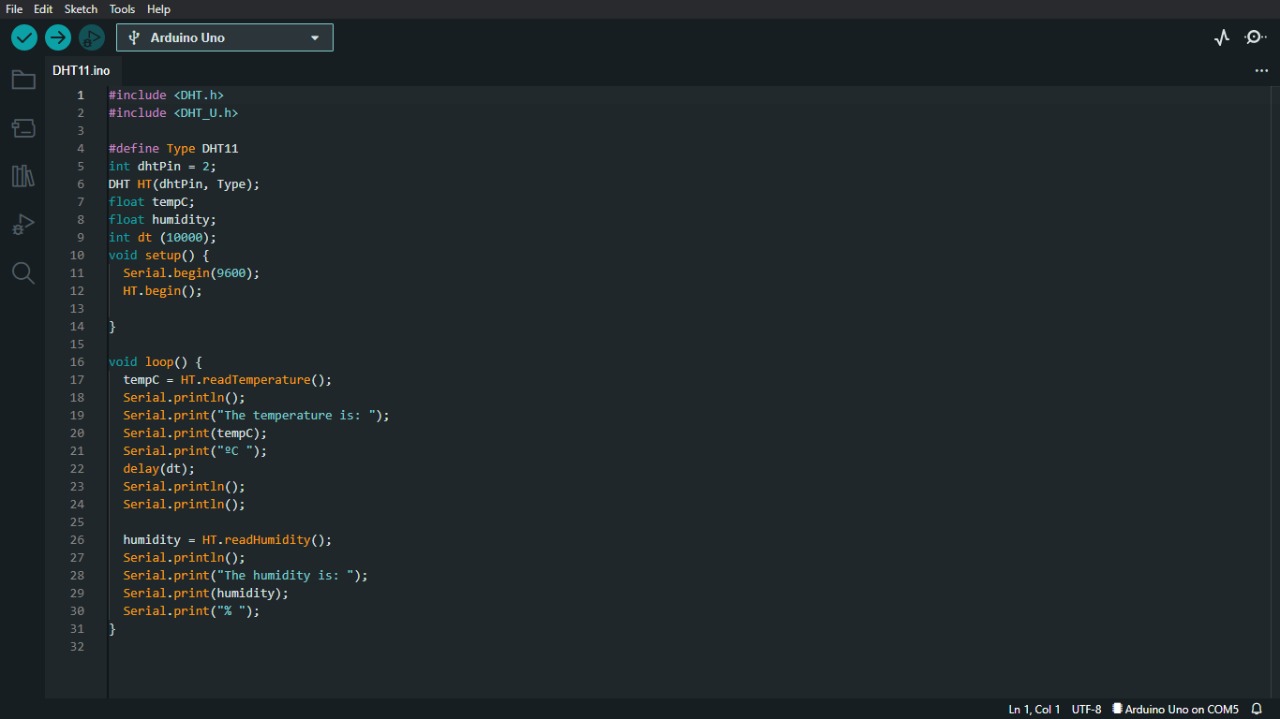 File Edit Sketch Tools Help
Arduino Uno
DHT11.ino
1 #include <DHT.h>
2 #include <DHT_U.h>
3
4 #define Type DHT11
5 int dhtPin = 2;
6 DHT HT(dhtPin, Type);
7 float tempC;
8 float humidity;
9 int dt (10000);
10 void setup() {
11   Serial.begin(9600);
12   HT.begin();
13
14 }
15
16 void loop() {
17   tempC = HT.readTemperature();
18   Serial.println();
19   Serial.print("The temperature is: ");
20   Serial.print(tempC);
21   Serial.print("ºC ");
22   delay(dt);
23   Serial.println();
24   Serial.println();
25
26   humidity = HT.readHumidity();
27   Serial.println();
28   Serial.print("The humidity is: ");
29   Serial.print(humidity);
30   Serial.print("% ");
31 }
32
Ln 1, Col 1 UTF-8 Arduino Uno on COM5